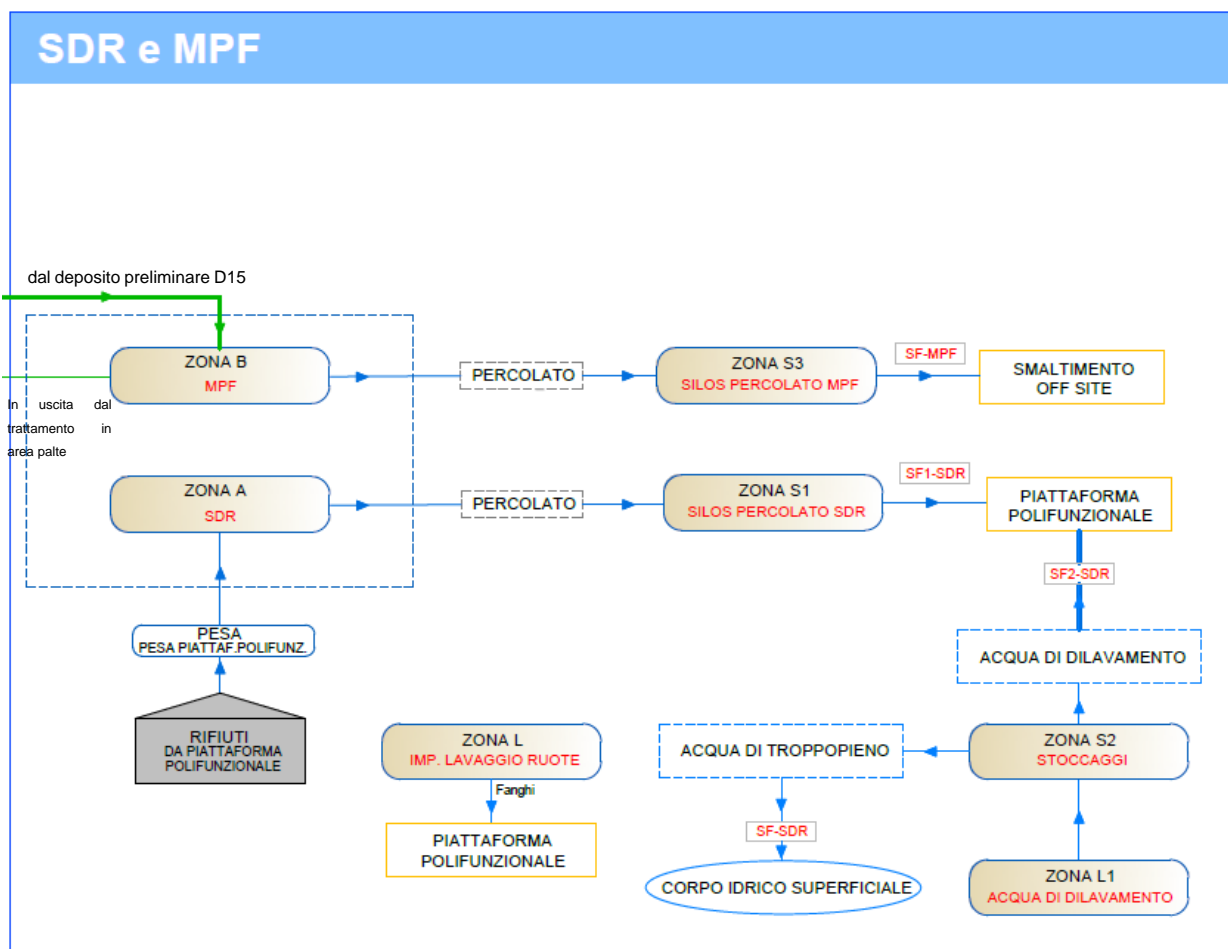 SDR e MPF
dal deposito preliminare D15
ZONA B
MPF
PERCOLATO
ZONA S3
SILOS PERCOLATO MPF
SF-MPF
SMALTIMENTO
OFF SITE
In uscita dal
trattamento in
area palte
ZONA A
SDR
PERCOLATO
ZONA S1
SILOS PERCOLATO SDR
SF1-SDR
PIATTAFORMA
POLIFUNZIONALE
SF2-SDR
PESA
PESA PIATTAF.POLIFUNZ.
ACQUA DI DILAVAMENTO
RIFIUTI
DA PIATTAFORMA
POLIFUNZIONALE
ZONA L
IMP. LAVAGGIO RUOTE
Fanghi
PIATTAFORMA
POLIFUNZIONALE
ACQUA DI TROPPOPIENO
SF-SDR
CORPO IDRICO SUPERFICIALE
ZONA S2
STOCCAGGI
ZONA L1
ACQUA DI DILAVAMENTO